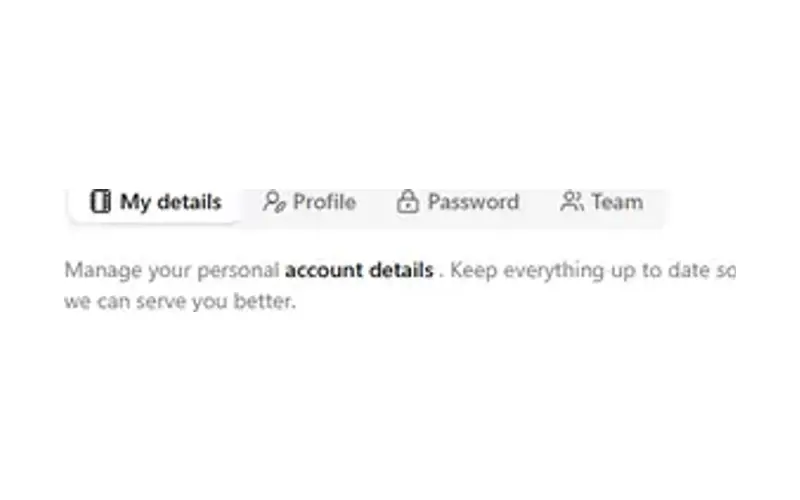 My details Profile Password Team
Manage your personal account details . Keep everything up to date so
we can serve you better.